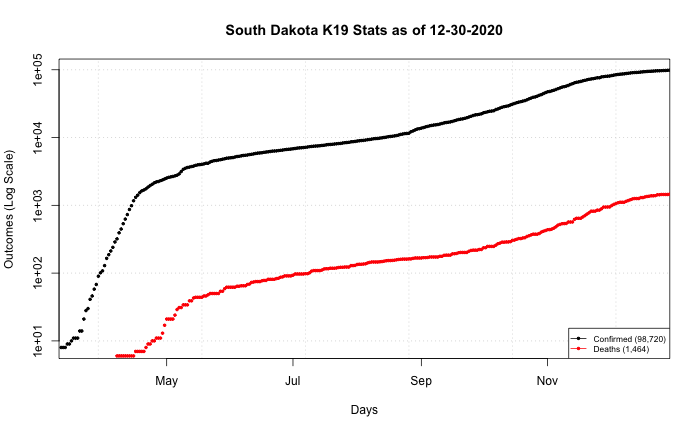 South Dakota K19 Stats as of 12-30-2020
Outcomes (Log Scale)
1e+05
1e+04
1e+03
1e+02
1e+01
Confirmed (98,720)
Deaths (1,464)
May
Jul
Sep
Nov
Days